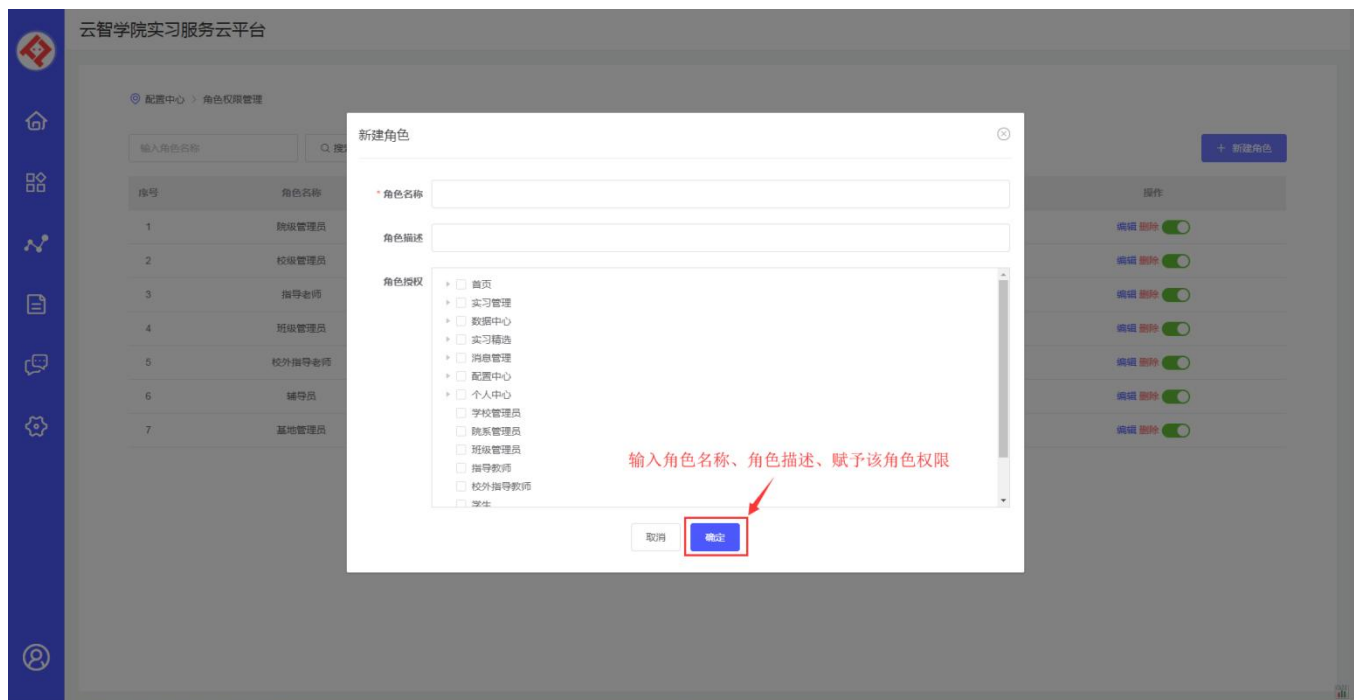 云智学院实习服务云平台
配置中心 > 角色权限管理
输入角色名称
搜
+ 新建角色
序号 角色名称 操作
1 院级管理员 编辑 删除
2 校级管理员 编辑 删除
3 指导老师 编辑 删除
4 班级管理员 编辑 删除
5 校外指导老师 编辑 删除
6 辅导员 编辑 删除
7 基地管理员 编辑 删除
新建角色
* 角色名称
角色描述
角色授权
首页
实习管理
数据中心
实习精选
消息管理
配置中心
个人中心
学校管理员
院系管理员
班级管理员
指导教师
校外指导教师
学生
输入角色名称、角色描述、赋予该角色权限
取消 确定